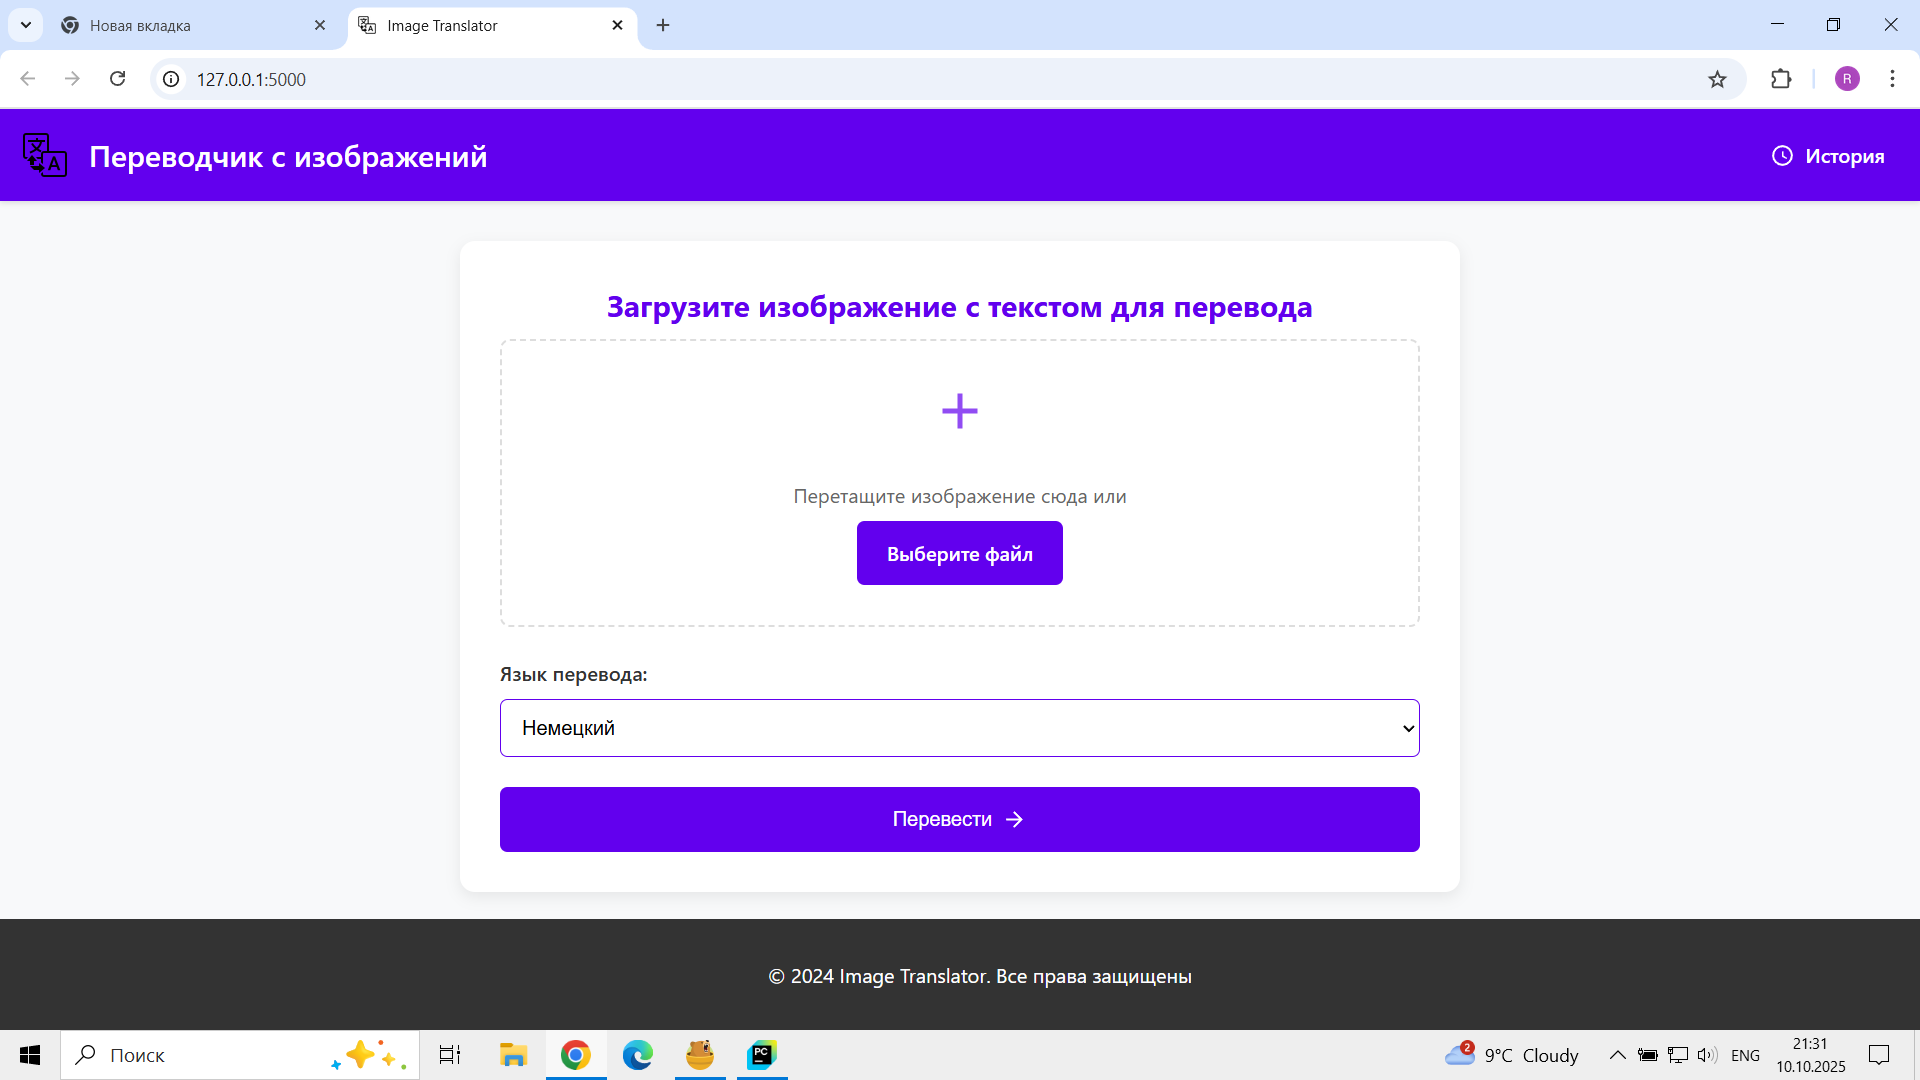 Новая вкладка
Image Translator
127.0.0.1:5000
R
文
A
Переводчик с изображений
История
Загрузите изображение с текстом для перевода
Перетащите изображение сюда или
Выберите файл
Язык перевода:
Немецкий
Перевести
© 2024 Image Translator. Все права защищены
Поиск
PC
2
9°C Cloudy
ENG
21:31
10.10.2025